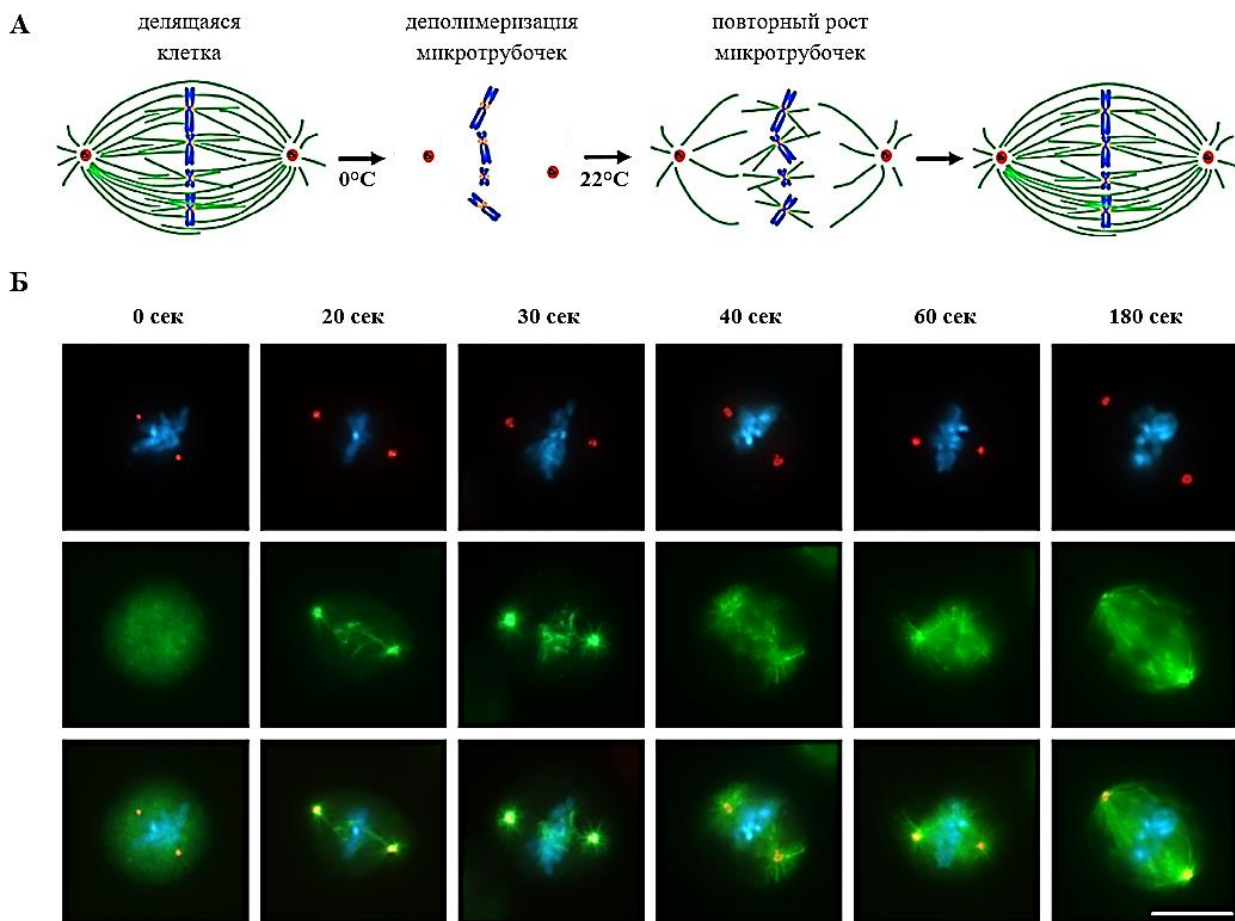 А
делящаяся
клетка
деполимеризация
микротрубочек
повторный рост
микротрубочек
0°C
22°C
Б
0 сек
20 сек
30 сек
40 сек
60 сек
180 сек